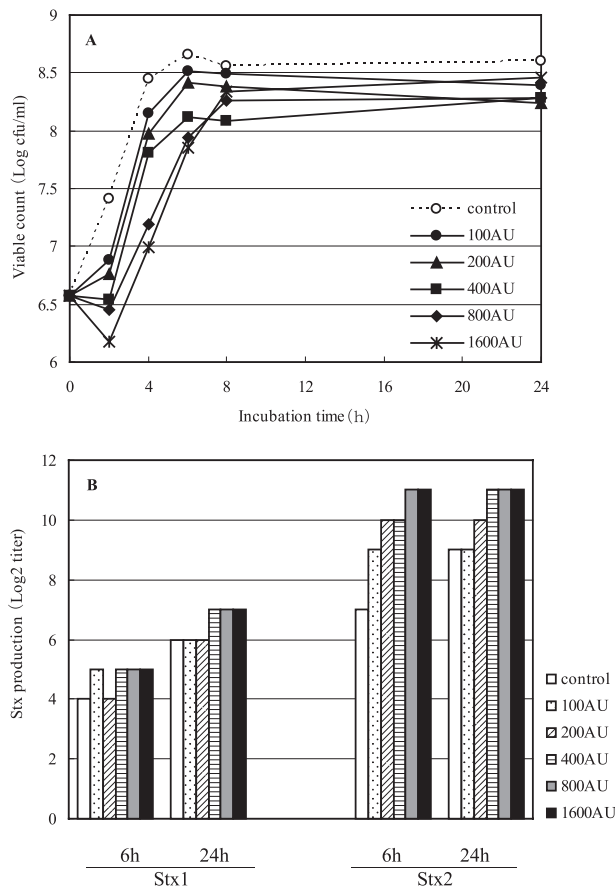 A
9
8.5
8
7.5
7
6.5
6
Viable count (Log cfu/ml)
control
100AU
200AU
400AU
800AU
1600AU
0 4 8 12 16 20 24
Incubation time (h)
B
12
10
8
6
4
2
0
Stx production (Log2 titer)
control
100AU
200AU
400AU
800AU
1600AU
6h 24h 6h 24h
Stx1 Stx2